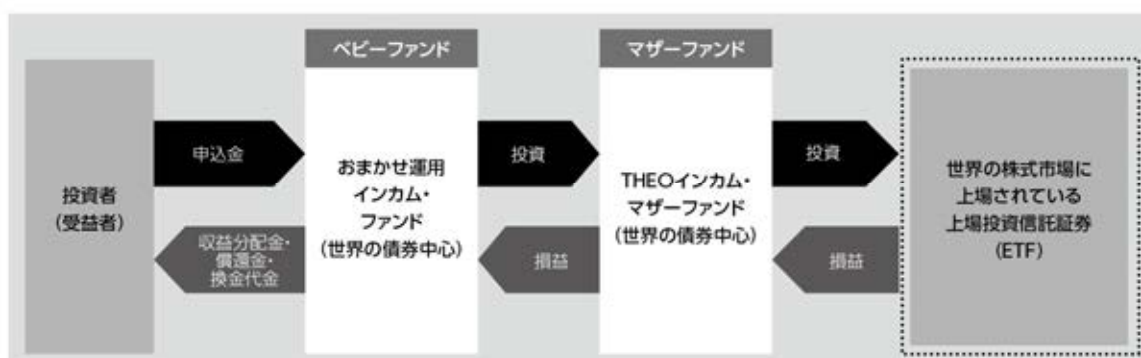 ベビーファンド
マザーファンド
投資者
(受益者)
申込金
収益分配金・
償還金・
換金代金
おまかせ運用
インカム・
ファンド
(世界の債券中心)
投資
損益
THEOインカム・
マザーファンド
(世界の債券中心)
投資
損益
世界の株式市場に
上場されている
上場投資信託証券
(ETF)